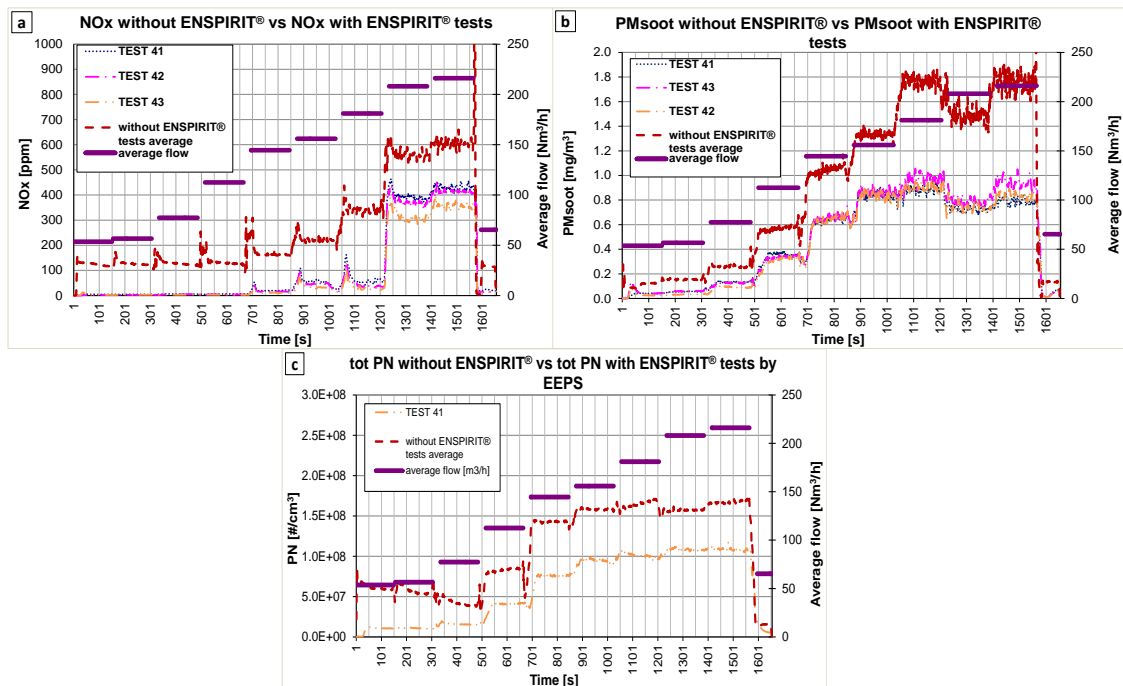 a
NOx without ENSPIRIT® vs NOx with ENSPIRIT® tests
1000
900
800
700
600
500
400
300
200
100
0
NOx [ppm]
TEST 41
TEST 42
TEST 43
without ENSPIRIT®
tests average
average flow
250
200
150
100
50
0
Average flow [Nm³/h]
1
101
201
301
401
501
601
701
801
901
1001
1101
1201
1301
1401
1501
1601
Time [s]
b
PMsoot without ENSPIRIT® vs PMsoot with ENSPIRIT®
tests
2.0
1.8
1.6
1.4
1.2
1.0
0.8
0.6
0.4
0.2
0.0
PMsoot [mg/m³]
TEST 41
TEST 43
TEST 42
without ENSPIRIT®
tests average
average flow
250
200
150
100
50
0
Average flow [Nm³/h]
1
101
201
301
401
501
601
701
801
901
1001
1101
1201
1301
1401
1501
1601
Time [s]
c
tot PN without ENSPIRIT® vs tot PN with ENSPIRIT® tests by
EEPS
3.0E+08
2.5E+08
2.0E+08
1.5E+08
1.0E+08
5.0E+07
0.0E+00
PN [#/cm³]
TEST 41
without ENSPIRIT®
tests average
average flow [m3/h]
250
200
150
100
50
0
Average flow [Nm³/h]
1
101
201
301
401
501
601
701
801
901
1001
1101
1201
1301
1401
1501
1601
Time [s]